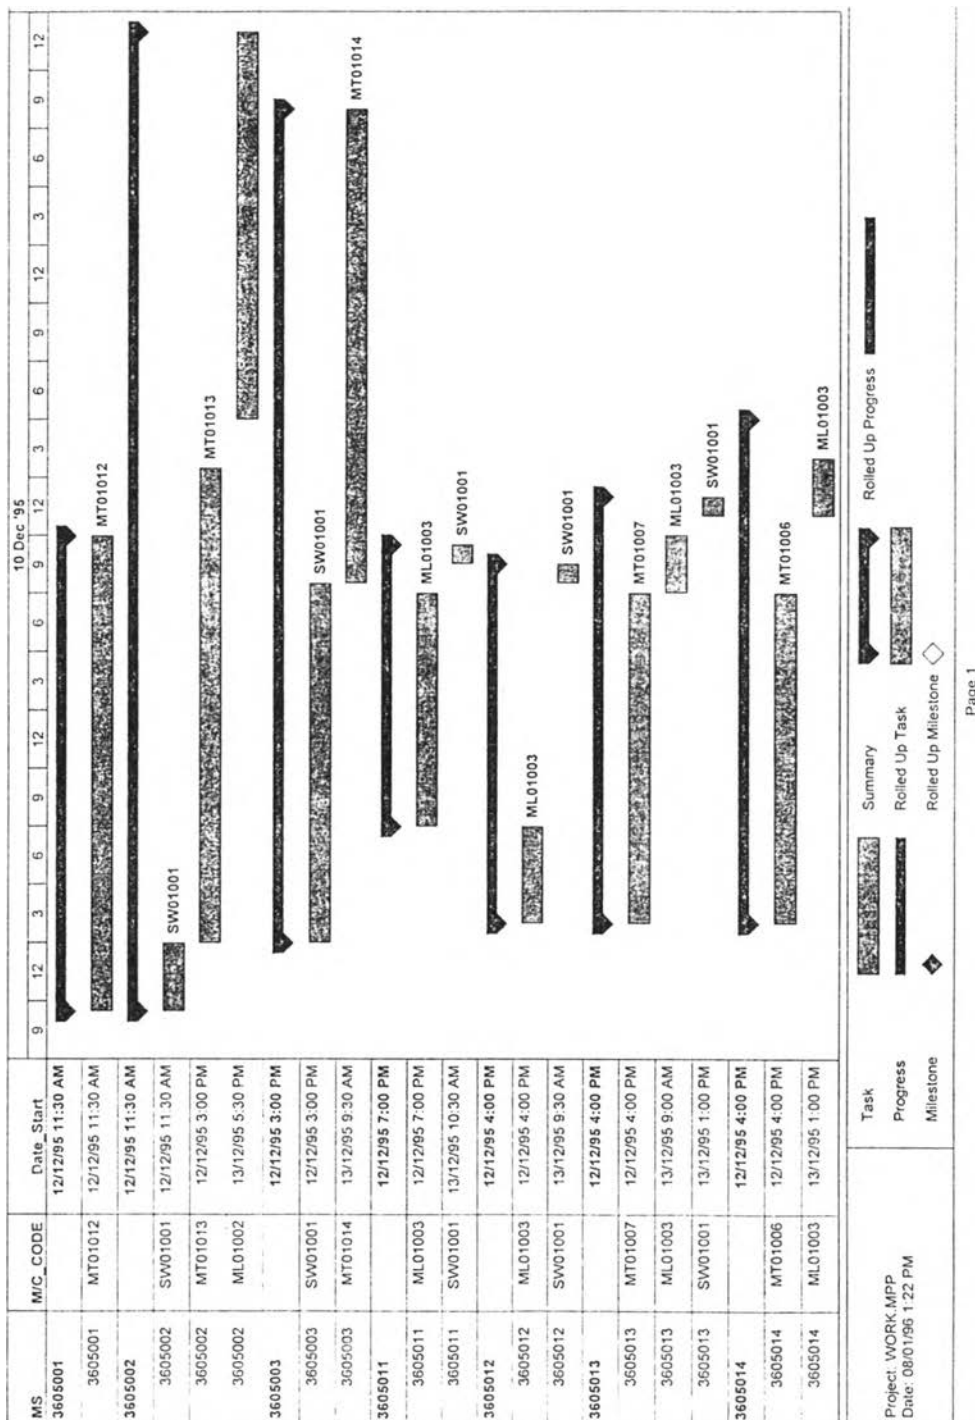 10 Dec '95
MS M/C_CODE Date_Start 9 12 3 6 9 12 3 6 9 12 3 6 9 12 3 6 9 12
3605001 12/12/95 11:30 AM
3605001 MT01012 12/12/95 11:30 AM MT01012
3605002 12/12/95 11:30 AM
3605002 SW01001 12/12/95 11:30 AM SW01001
3605002 MT01013 12/12/95 3:00 PM MT01013
3605002 ML01002 13/12/95 5:30 PM
3605003 12/12/95 3:00 PM
3605003 SW01001 12/12/95 3:00 PM SW01001
3605003 MT01014 13/12/95 9:30 AM MT01014
3605011 12/12/95 7:00 PM
3605011 ML01003 12/12/95 7:00 PM ML01003
3605011 SW01001 13/12/95 10:30 AM SW01001
3605012 12/12/95 4:00 PM
3605012 ML01003 12/12/95 4:00 PM ML01003
3605012 SW01001 13/12/95 9:30 AM SW01001
3605013 12/12/95 4:00 PM
3605013 MT01007 12/12/95 4:00 PM MT01007
3605013 ML01003 13/12/95 9:00 AM ML01003
3605013 SW01001 13/12/95 1:00 PM SW01001
3605014 12/12/95 4:00 PM
3605014 MT01006 12/12/95 4:00 PM MT01006
3605014 ML01003 13/12/95 1:00 PM ML01003
Project: WORK.MPP
Date: 08/01/96 1:22 PM
Task Summary Rolled Up Progress
Progress Rolled Up Task
Milestone Rolled Up Milestone
Page 1